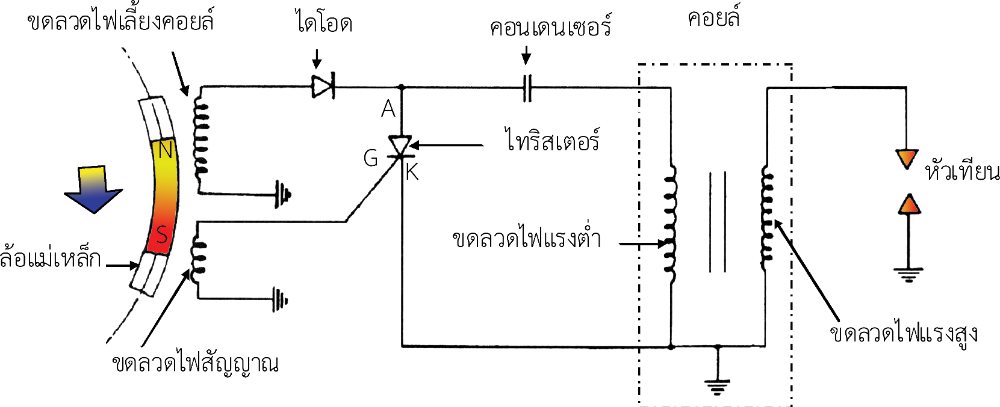 ขดลวดไฟเลี้ยงคอยล์
ไดโอด
คอนเดนเซอร์
คอยล์
A
ไทริสเตอร์
G
K
N
S
หัวเทียน
ขดลวดไฟแรงต่ำ
ล้อแม่เหล็ก
ขดลวดไฟแรงสูง
ขดลวดไฟสัญญาณ